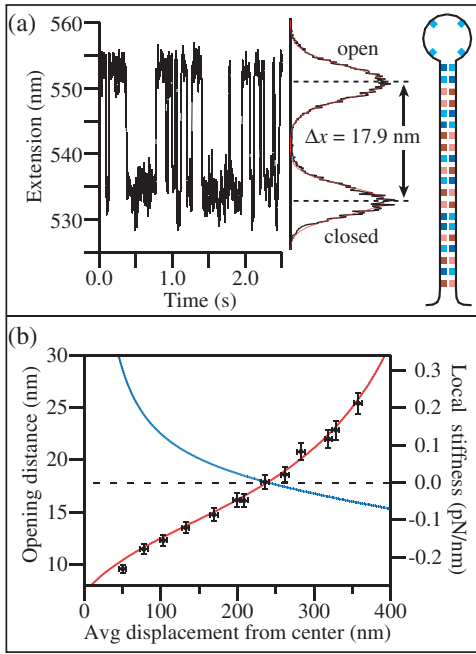 (a)
560
550
540
530
Extension (nm)
0.0 1.0 2.0
Time (s)
open
Δx = 17.9 nm
closed
(b)
30
25
20
15
10
Opening distance (nm)
0.3
0.2
0.1
0.0
-0.1
-0.2
Local stiffness (pN/nm)
0 100 200 300 400
Avg displacement from center (nm)